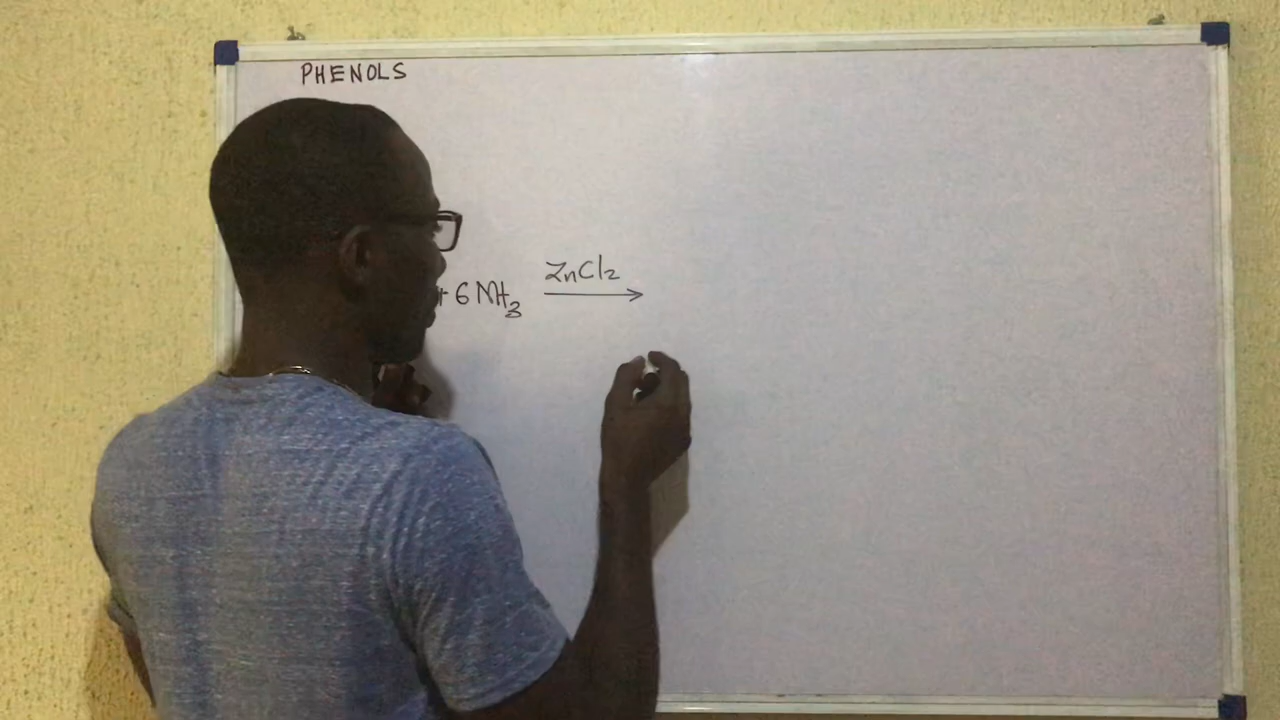 PHENOLS
ZnCl₂
+ 6 NH₃ →